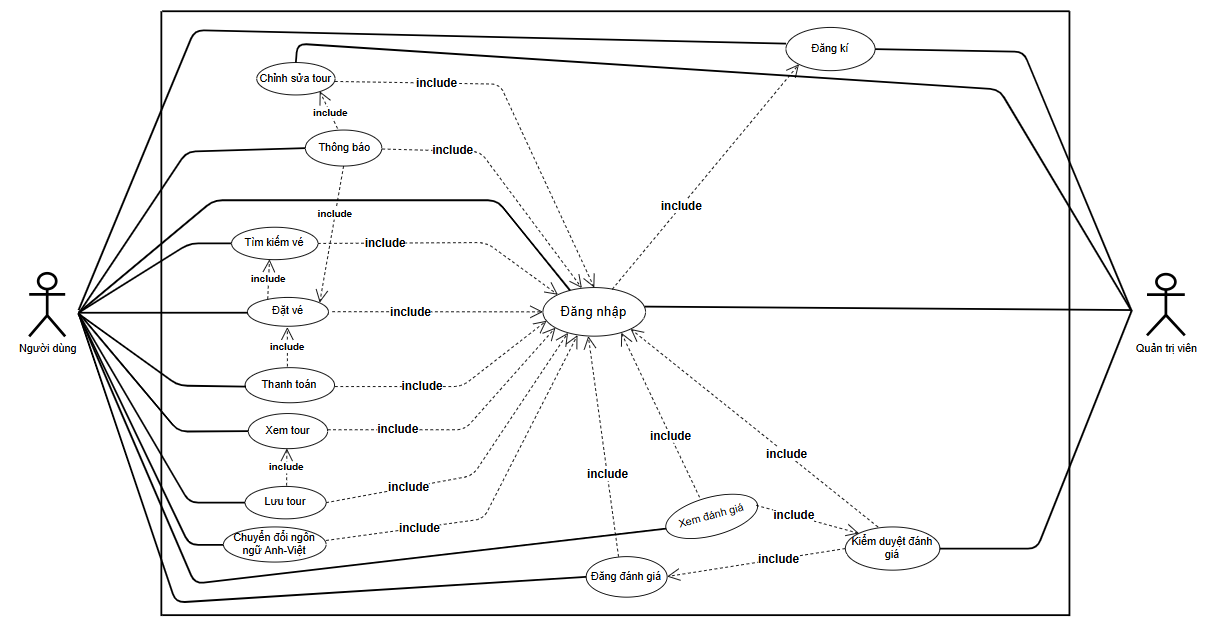 Đăng kí
Chỉnh sửa tour
include
include
Thông báo
include
include
include
Tìm kiếm vé
include
include
Đặt vé
include
Đăng nhập
include
Người dùng
Quản trị viên
Thanh toán
include
Xem tour
include
include
include
include
include
include
Lưu tour
Xem đánh giá
include
include
Chuyển đổi ngôn
ngữ Anh-Việt
Kiểm duyệt đánh
giá
include
Đăng đánh giá